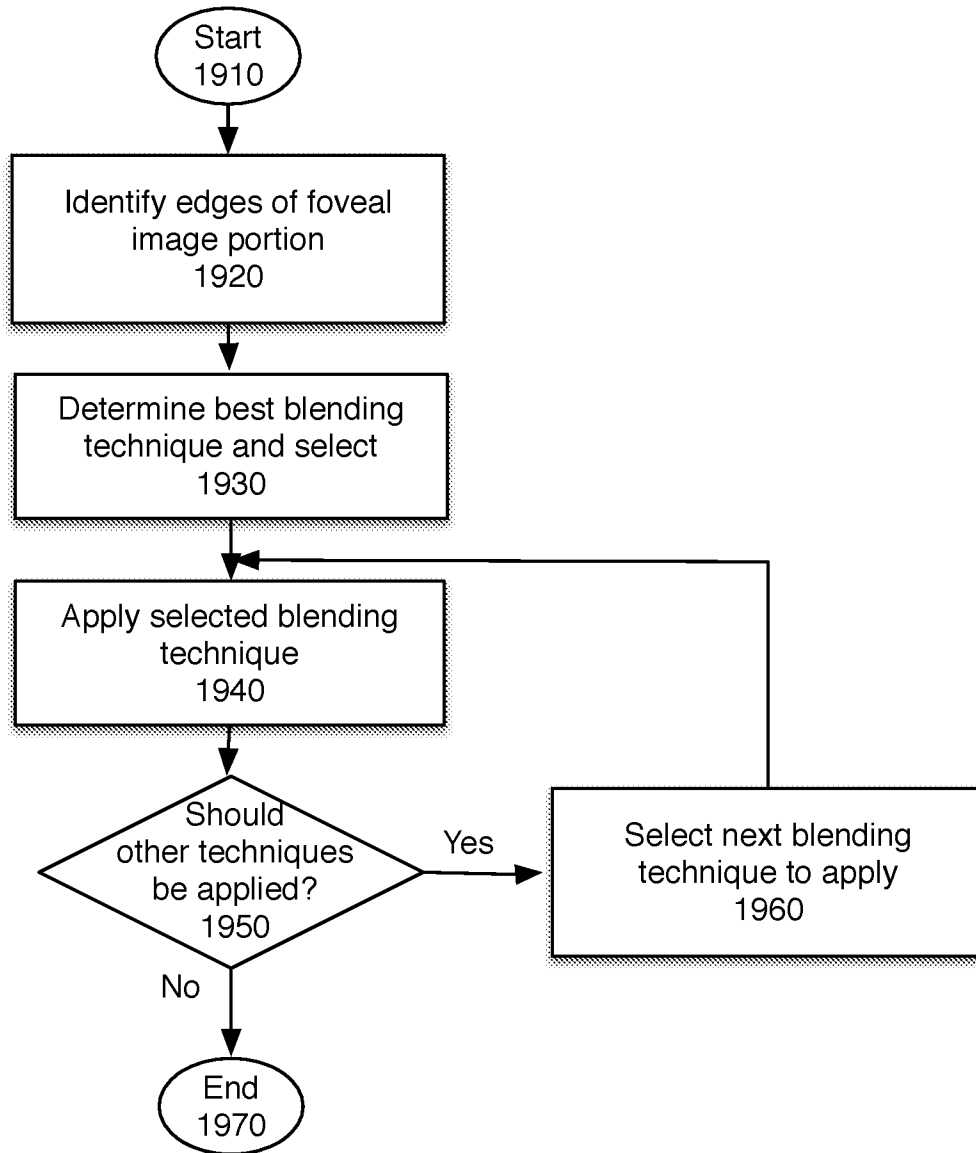 Start
1910
Identify edges of foveal
image portion
1920
Determine best blending
technique and select
1930
Apply selected blending
technique
1940
Should
other techniques
be applied?
1950
Yes
Select next blending
technique to apply
1960
No
End
1970